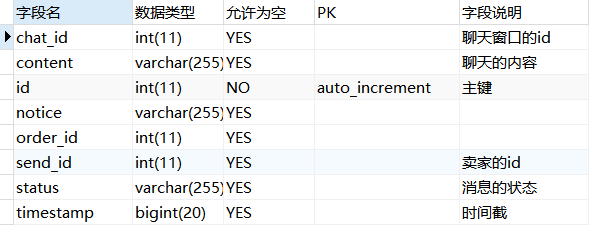 字段名 数据类型 允许为空 PK 字段说明
chat_id int(11) YES 聊天窗口的id
content varchar(255) YES 聊天的内容
id int(11) NO auto_increment 主键
notice varchar(255) YES
order_id int(11) YES
send_id int(11) YES 卖家的id
status varchar(255) YES 消息的状态
timestamp bigint(20) YES 时间截